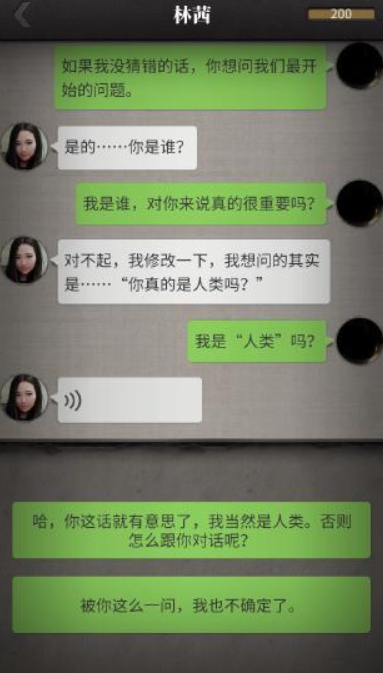 林茜
200
如果我没猜错的话，你想问我们最开
始的问题。
是的……你是谁？
我是谁，对你来说真的很重要吗？
对不起，我修改一下，我想问的其实
是……“你真的是人类吗？”
我是“人类”吗？
哈，你这话就有意思了，我当然是人类。否则
怎么跟你对话呢？
被你这么一问，我也不确定了。